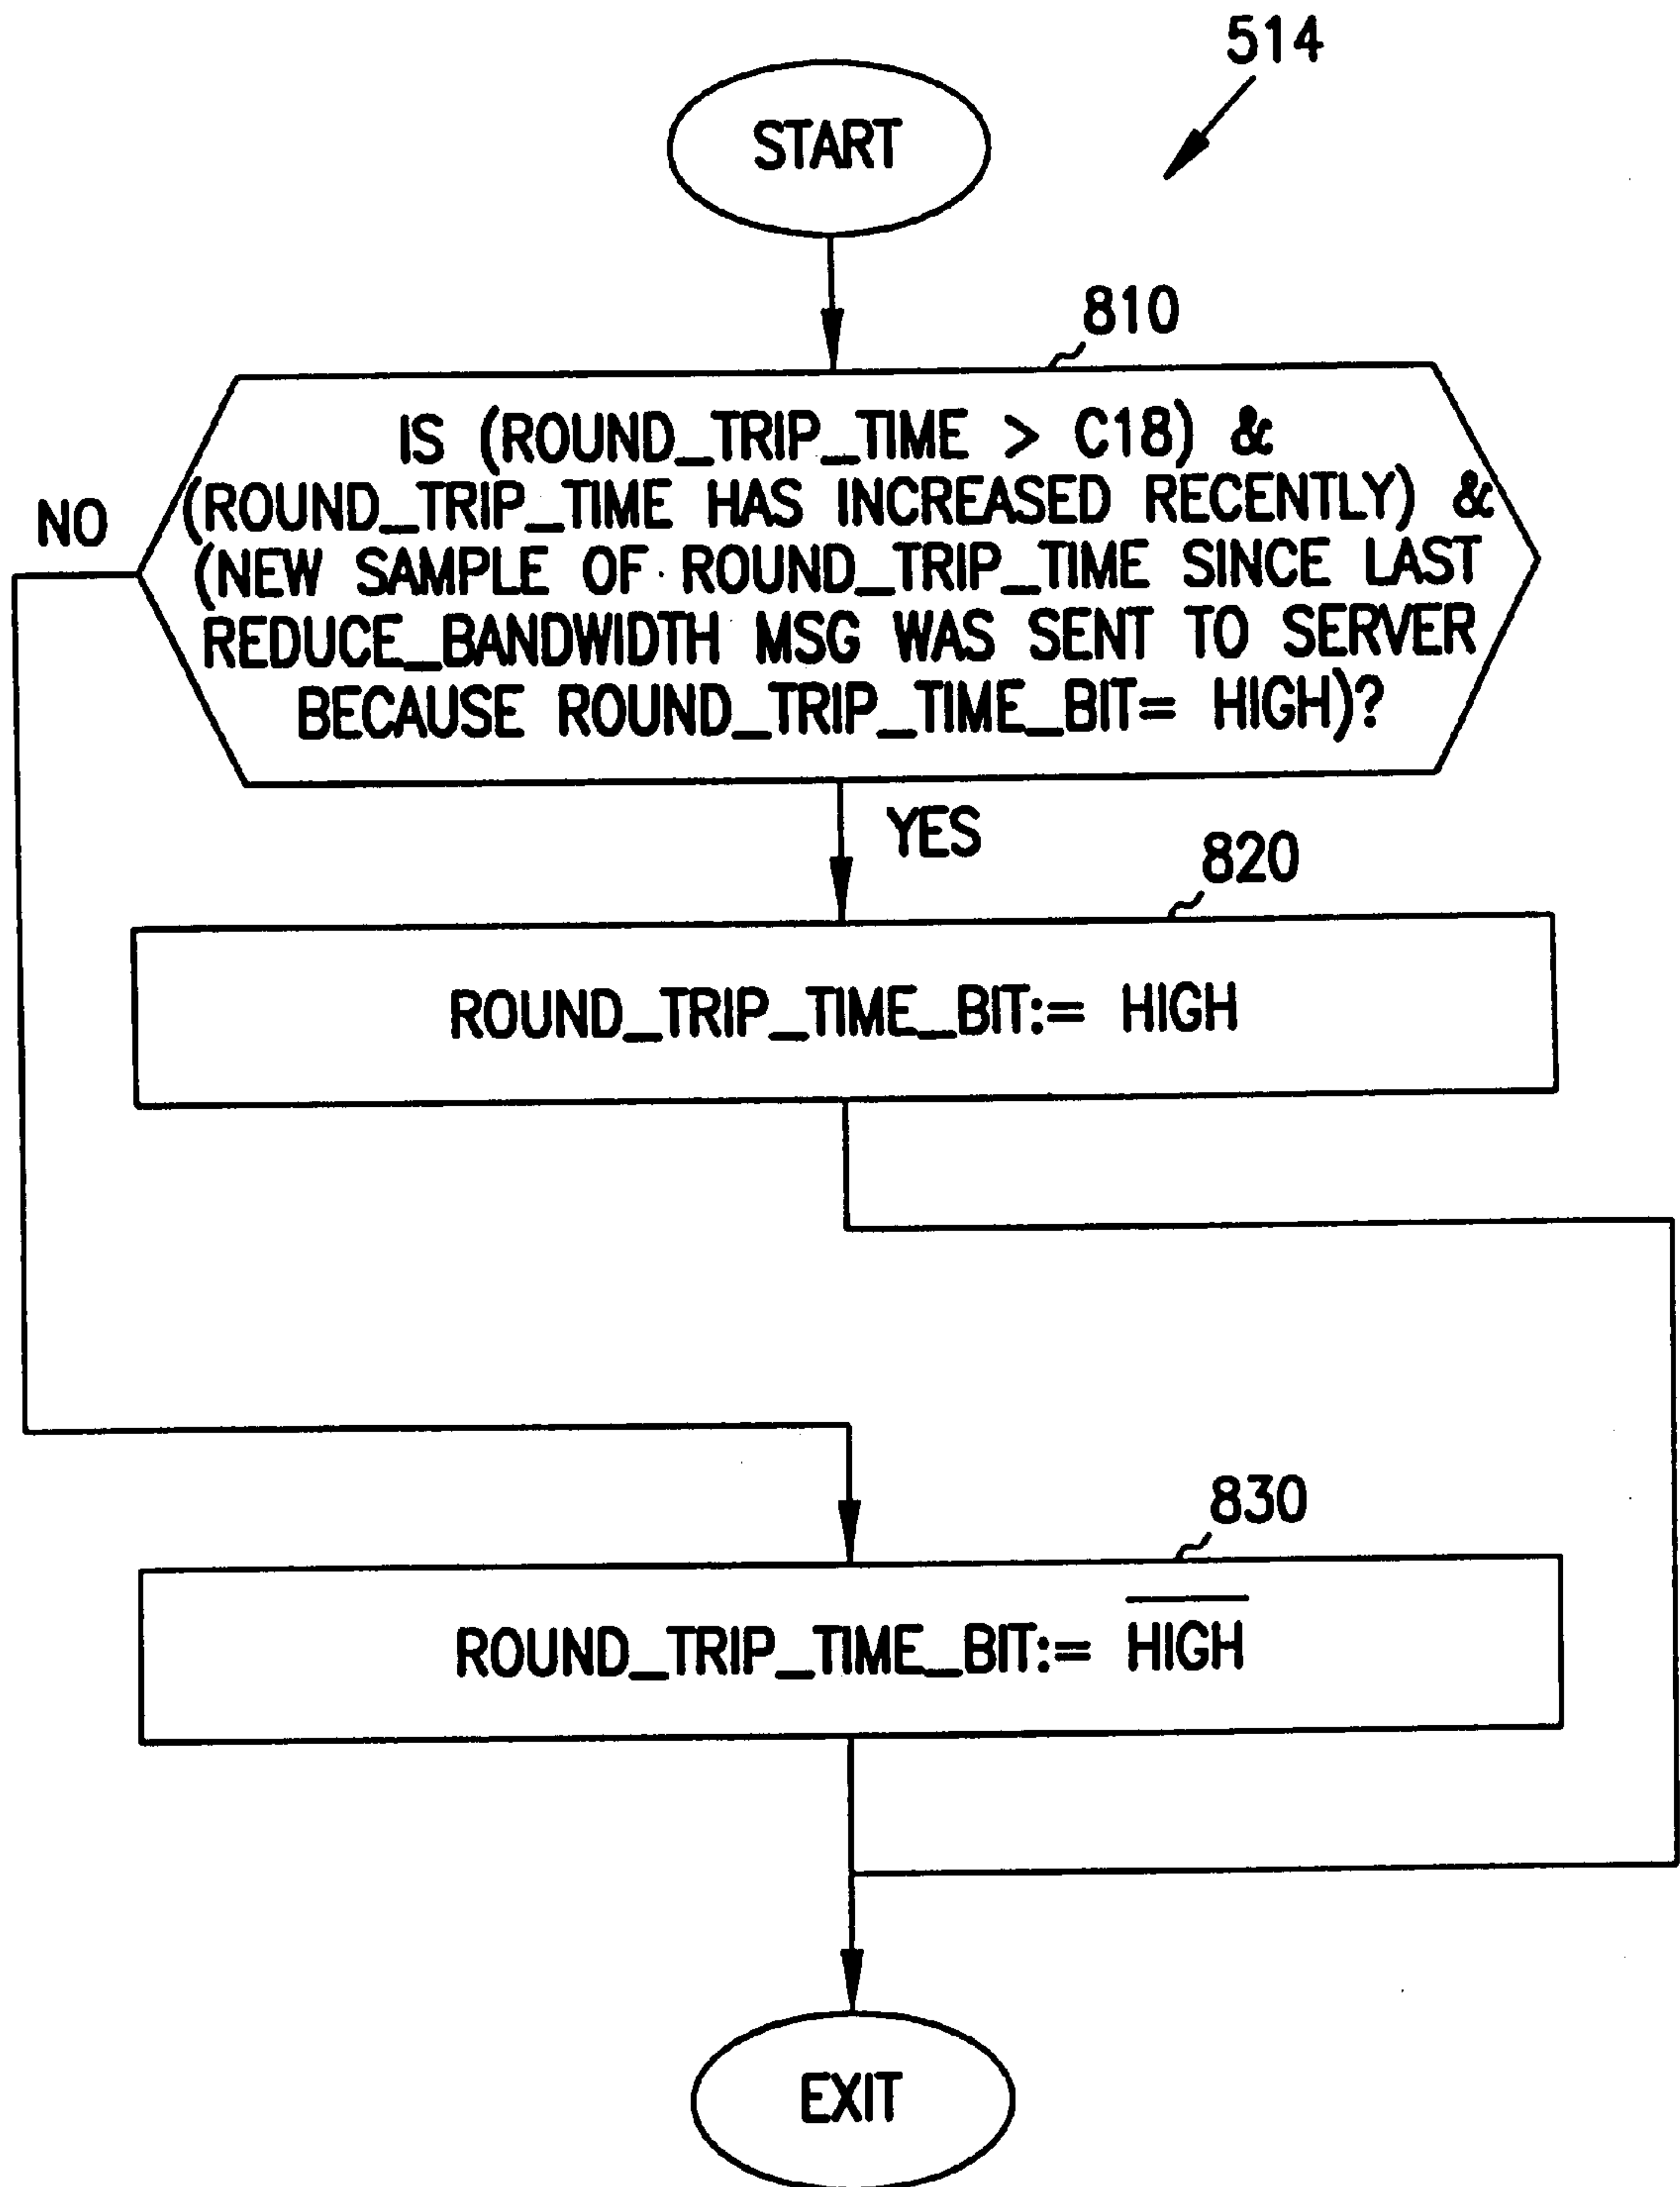 514
START
810
IS (ROUND_TRIP_TIME > C18) &
(ROUND_TRIP_TIME HAS INCREASED RECENTLY) &
(NEW SAMPLE OF ROUND_TRIP_TIME SINCE LAST
REDUCE_BANDWIDTH MSG WAS SENT TO SERVER
BECAUSE ROUND_TRIP_TIME_BIT= HIGH)?
NO
YES
820
ROUND_TRIP_TIME_BIT:= HIGH
830
ROUND_TRIP_TIME_BIT:= H̅I̅G̅H̅
EXIT